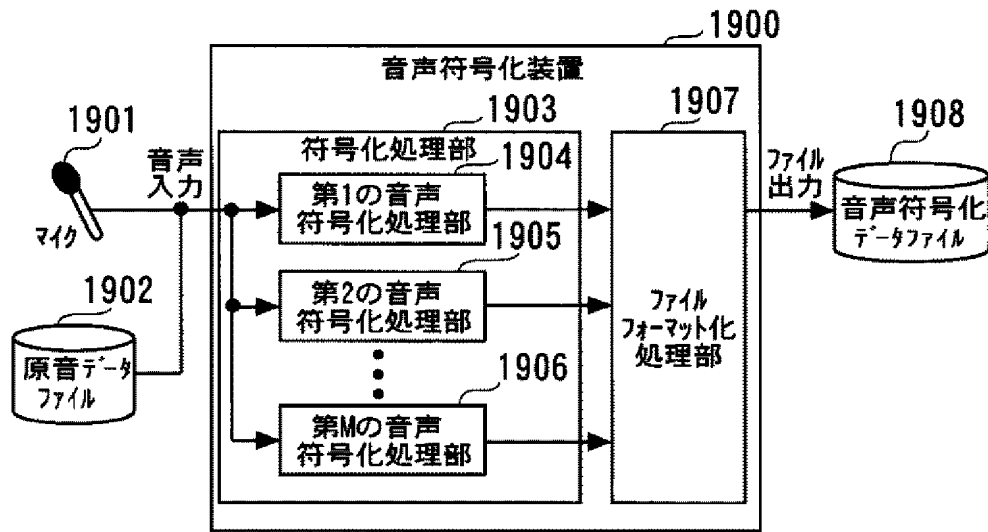 1900
音声符号化装置
1901
1903
1907
1908
音声
入力
符号化処理部
1904
ファイル
出力
マイク
第1の音声
符号化処理部
音声符号化
データファイル
1905
1902
第2の音声
符号化処理部
ファイル
フォーマット化
処理部
原音データ
ファイル
1906
第Mの音声
符号化処理部